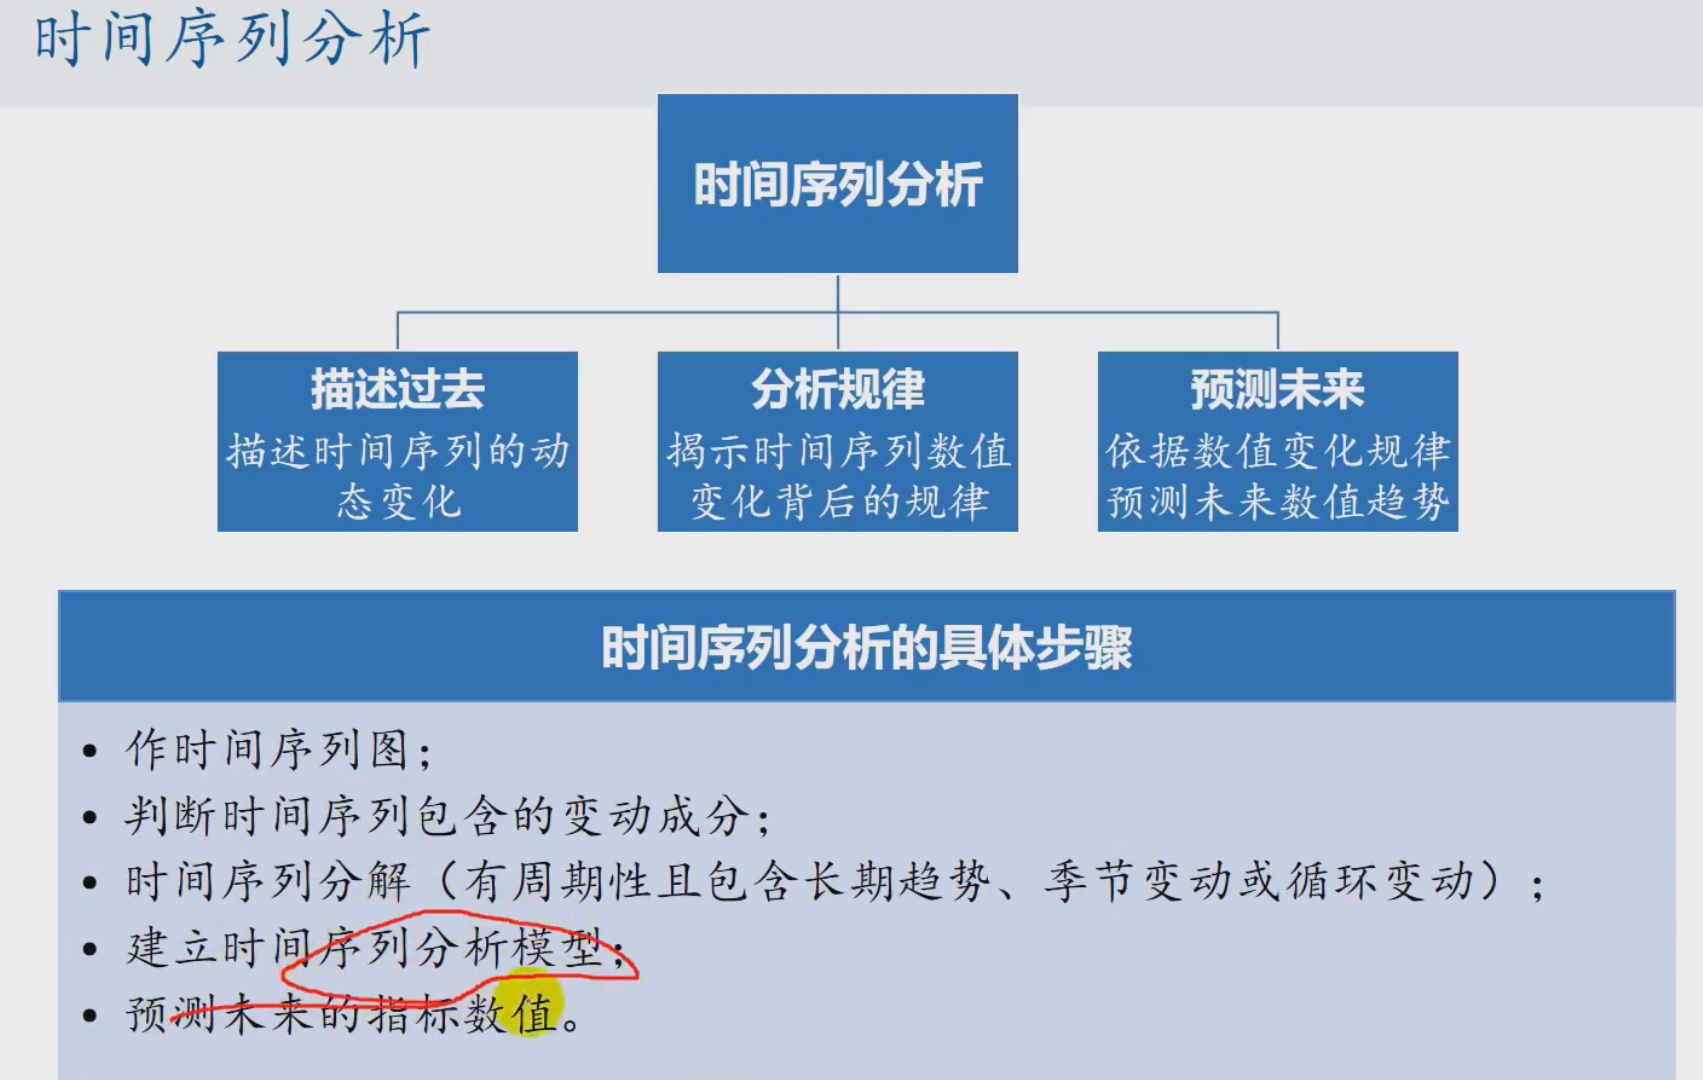 时间序列分析
时间序列分析
描述过去
描述时间序列的动
态变化
分析规律
揭示时间序列数值
变化背后的规律
预测未来
依据数值变化规律
预测未来数值趋势
时间序列分析的具体步骤
• 作时间序列图；
• 判断时间序列包含的变动成分；
• 时间序列分解（有周期性且包含长期趋势、季节变动或循环变动）；
• 建立时间序列分析模型；
• 预测未来的指标数值。